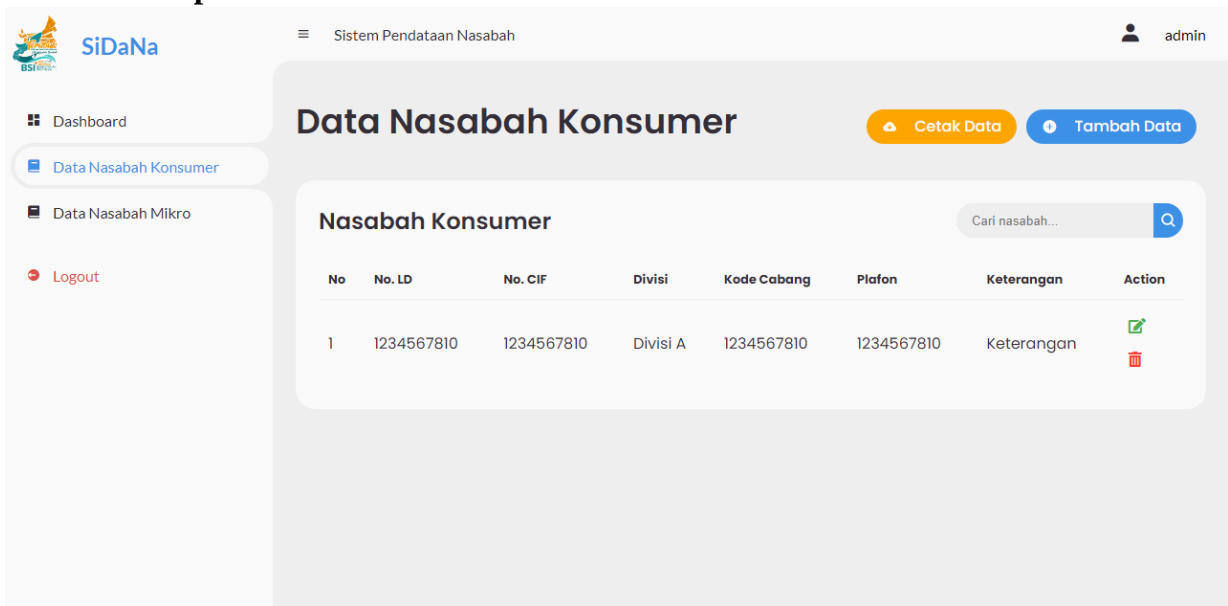 SiDaNa
Sistem Pendataan Nasabah
admin
Dashboard
Data Nasabah Konsumer
Data Nasabah Mikro
Logout
Data Nasabah Konsumer
Cetak Data
Tambah Data
Nasabah Konsumer
Cari nasabah...
No No. LD No. CIF Divisi Kode Cabang Plafon Keterangan Action
1 1234567810 1234567810 Divisi A 1234567810 1234567810 Keterangan
BSI